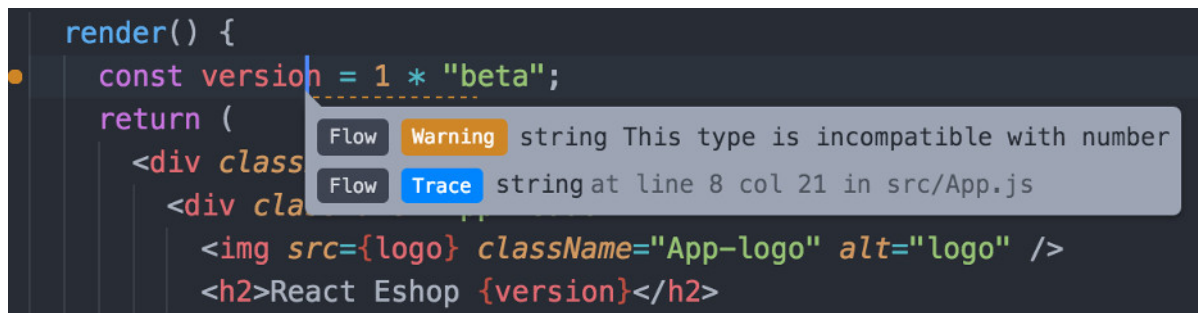 render() {
const version = 1 * "beta";
return (
Flow Warning string This type is incompatible with number
<div class
Flow Trace string at line 8 col 21 in src/App.js
<div cla
<img src={logo} className="App-logo" alt="logo" />
<h2>React Eshop {version}</h2>